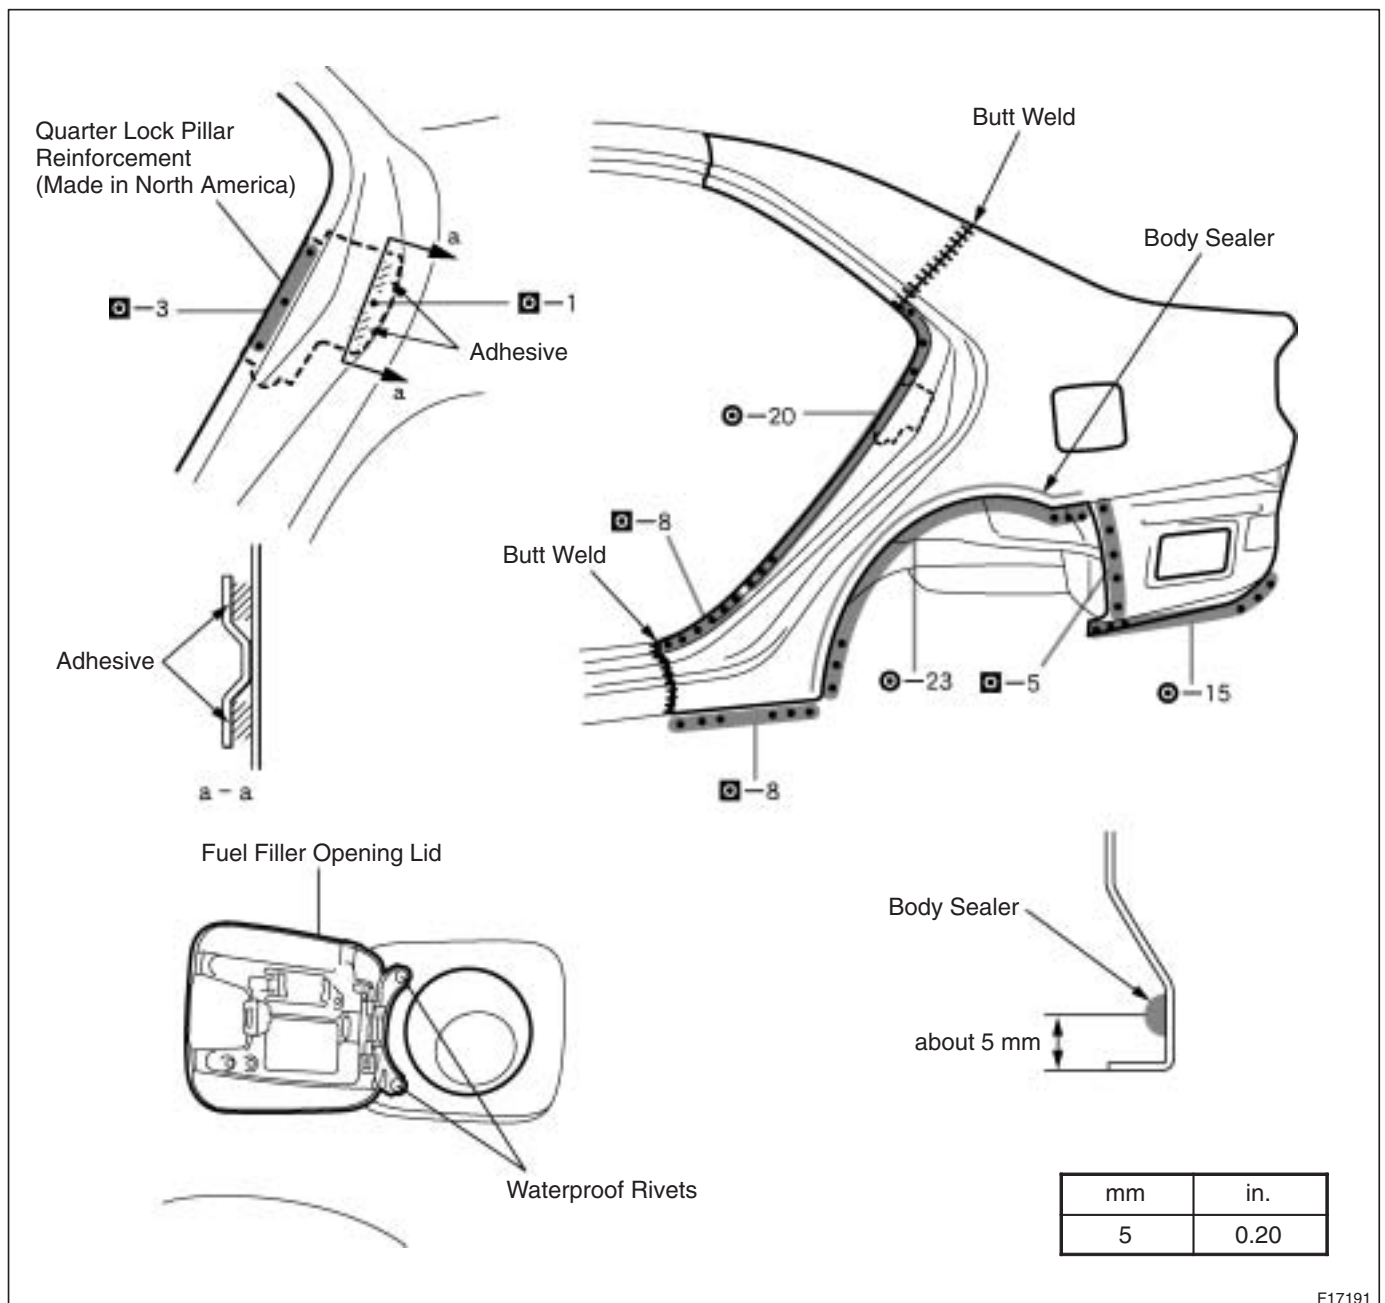 Quarter Lock Pillar
Reinforcement
(Made in North America)
a
–3
–1
Adhesive
a
Butt Weld
Body Sealer
–20
–8
Butt Weld
–23
–5
–15
–8
Adhesive
a – a
Fuel Filler Opening Lid
Waterproof Rivets
Body Sealer
about 5 mm
mm in.
5 0.20
F17191